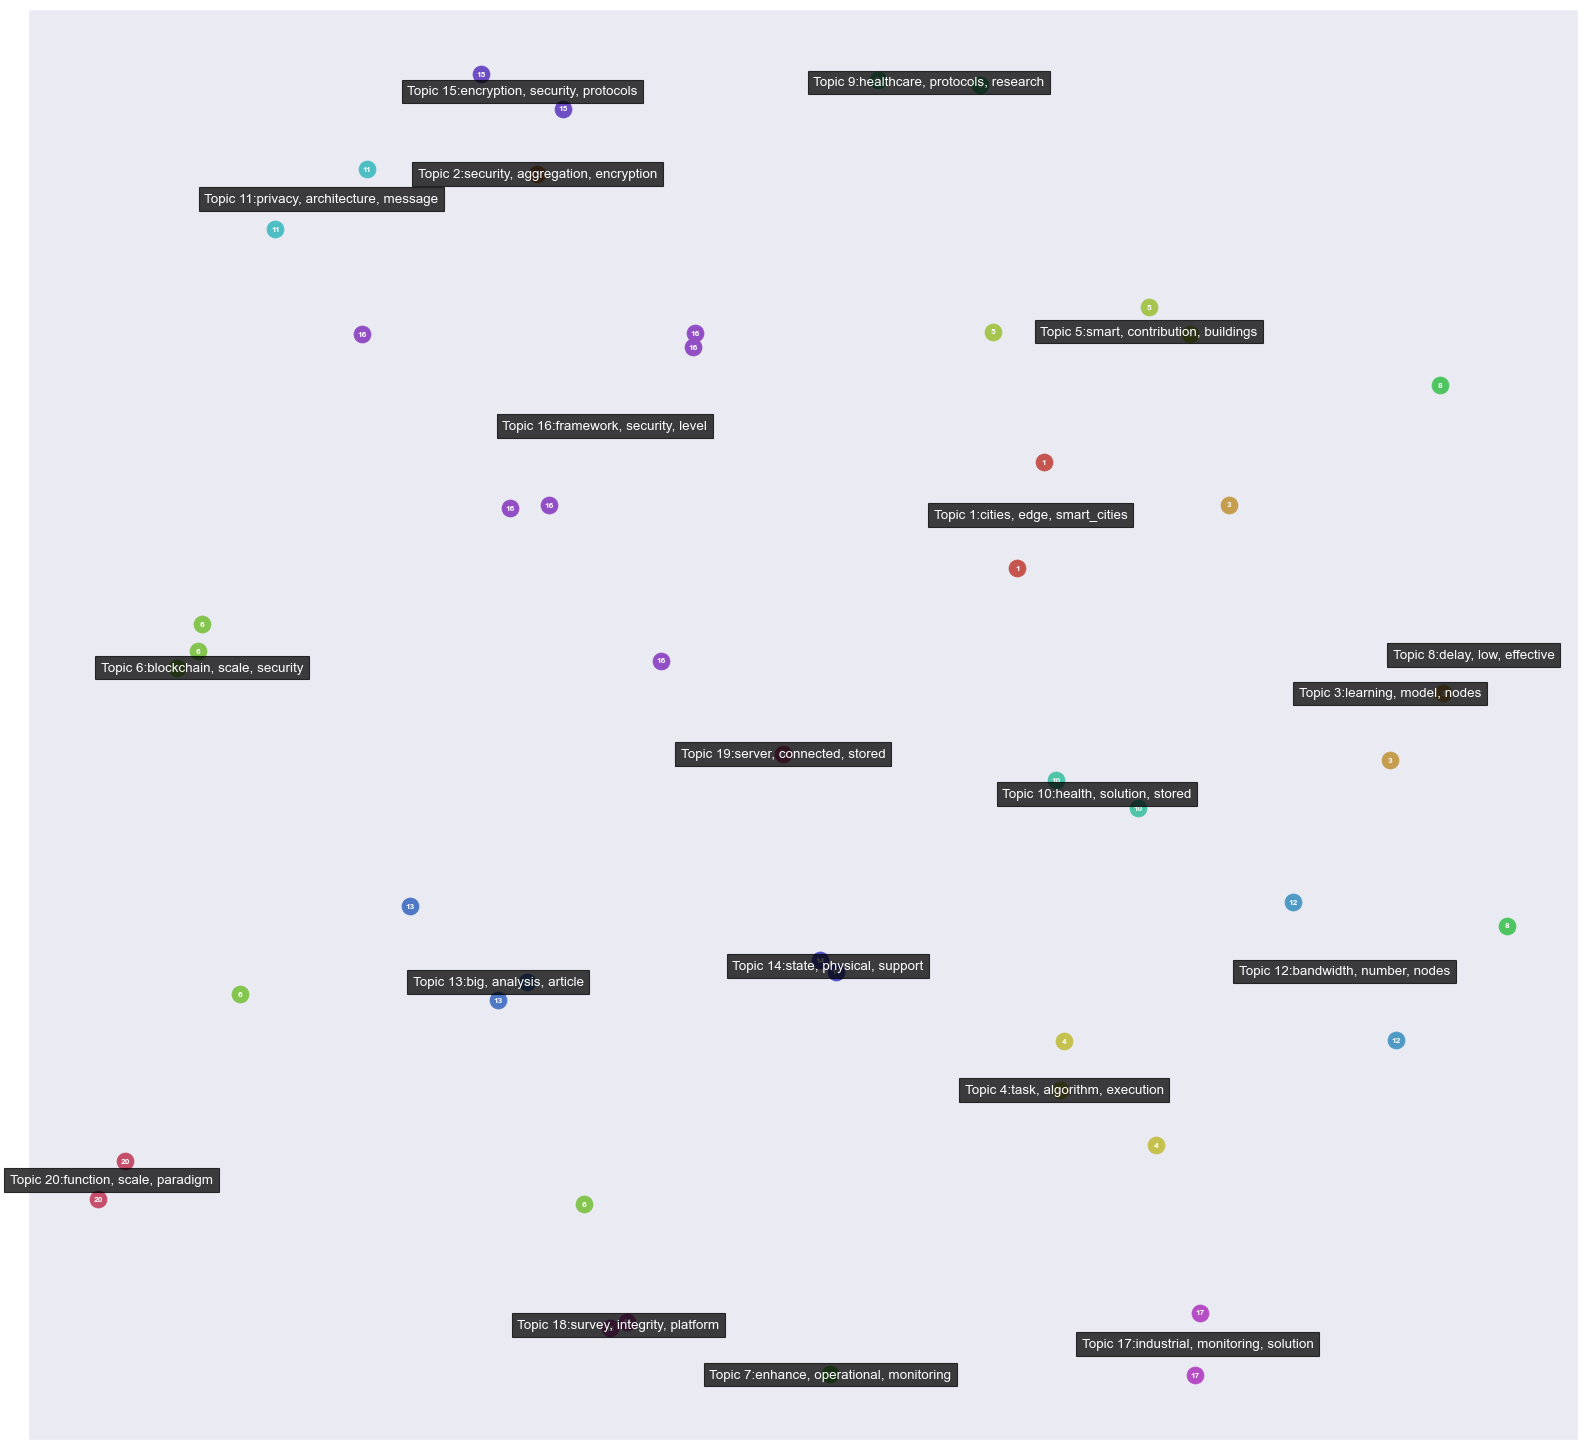 15
Topic 15:encryption, security, protocols
15
Topic 9:healthcare, protocols, research
11
Topic 2:security, aggregation, encryption
Topic 11:privacy, architecture, message
11
16
16
16
5
5
Topic 5:smart, contribution, buildings
8
Topic 16:framework, security, level
1
16
16
3
Topic 1:cities, edge, smart_cities
1
6
6
Topic 6:blockchain, scale, security
16
Topic 8:delay, low, effective
Topic 3:learning, model, nodes
Topic 19:server, connected, stored
3
10
Topic 10:health, solution, stored
10
13
12
8
Topic 14:state, physical, support
Topic 12:bandwidth, number, nodes
Topic 13:big, analysis, article
6
13
4
12
Topic 4:task, algorithm, execution
4
20
Topic 20:function, scale, paradigm
20
6
17
Topic 18:survey, integrity, platform
Topic 17:industrial, monitoring, solution
Topic 7:enhance, operational, monitoring
17